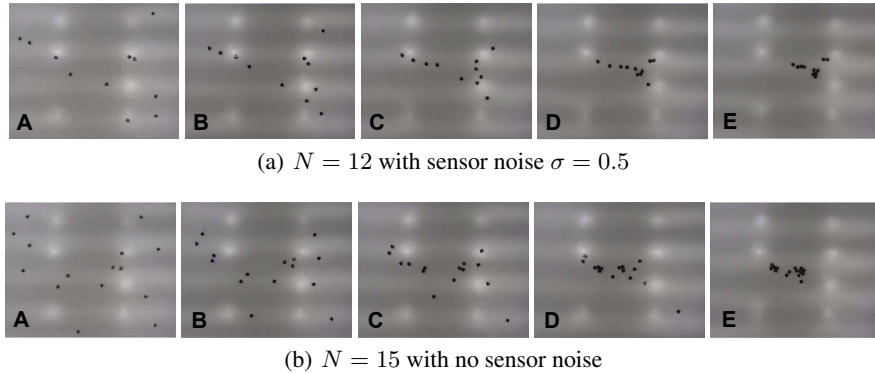 A B C D E
(a) N = 12 with sensor noise σ = 0.5
A B C D E
(b) N = 15 with no sensor noise